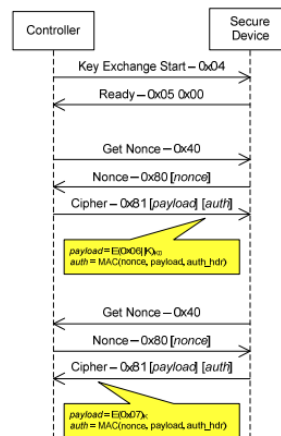 Controller
Secure
Device
Key Exchange Start – 0x04
Ready – 0x05 0x00
Get Nonce – 0x40
Nonce – 0x80 [nonce]
Cipher – 0x81 [payload] [auth]
payload = E(0x06||K)K0
auth = MAC(nonce, payload, auth_hdr)
Get Nonce – 0x40
Nonce – 0x80 [nonce]
Cipher – 0x81 [payload] [auth]
payload = E(0x07)K
auth = MAC(nonce, payload, auth_hdr)